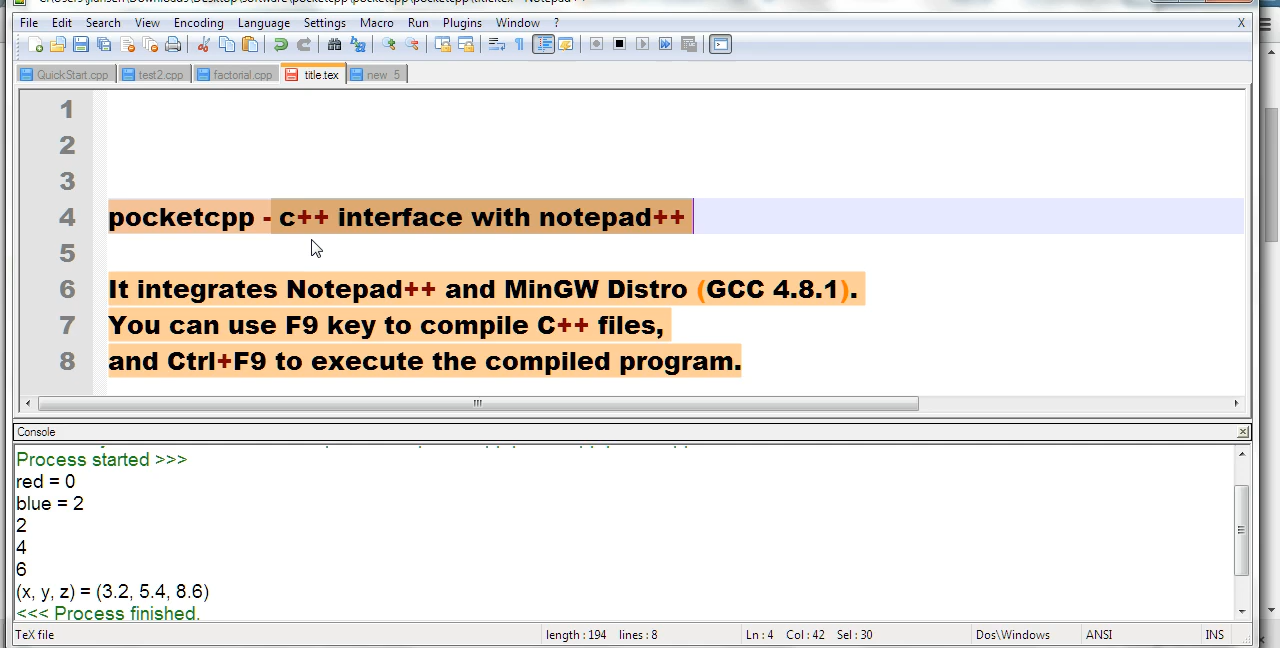 File Edit Search View Encoding Language Settings Macro Run Plugins Window ? X
QuickStart.cpp test2.cpp factorial.cpp title.tex new 5
1
2
3
4 pocketcpp - c++ interface with notepad++
5
6 It integrates Notepad++ and MinGW Distro (GCC 4.8.1).
7 You can use F9 key to compile C++ files,
8 and Ctrl+F9 to execute the compiled program.
Console
Process started >>>
red = 0
blue = 2
2
4
6
(x, y, z) = (3.2, 5.4, 8.6)
<<< Process finished.
TeX file length : 194 lines : 8 Ln : 4 Col : 42 Sel : 30 Dos\Windows ANSI INS